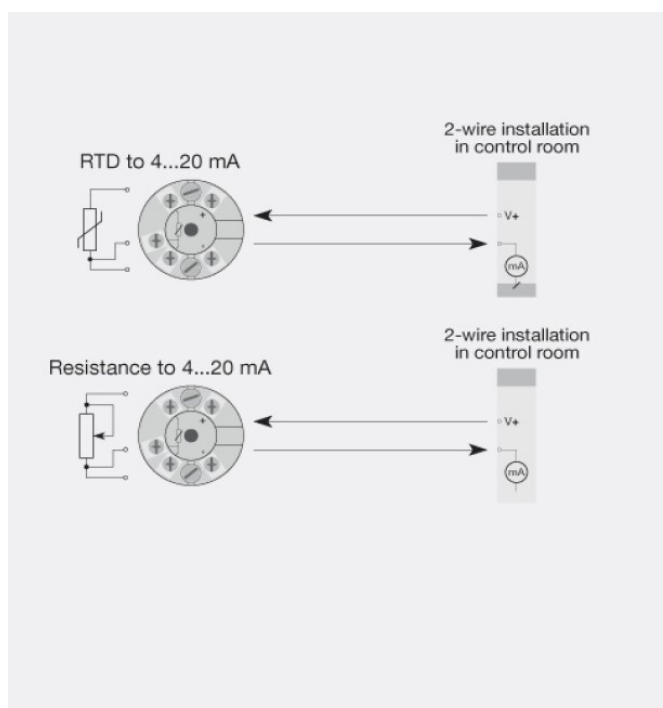 2-wire installation
in control room
RTD to 4...20 mA
+
-
V+
mA
2-wire installation
in control room
Resistance to 4...20 mA
+
-
V+
mA